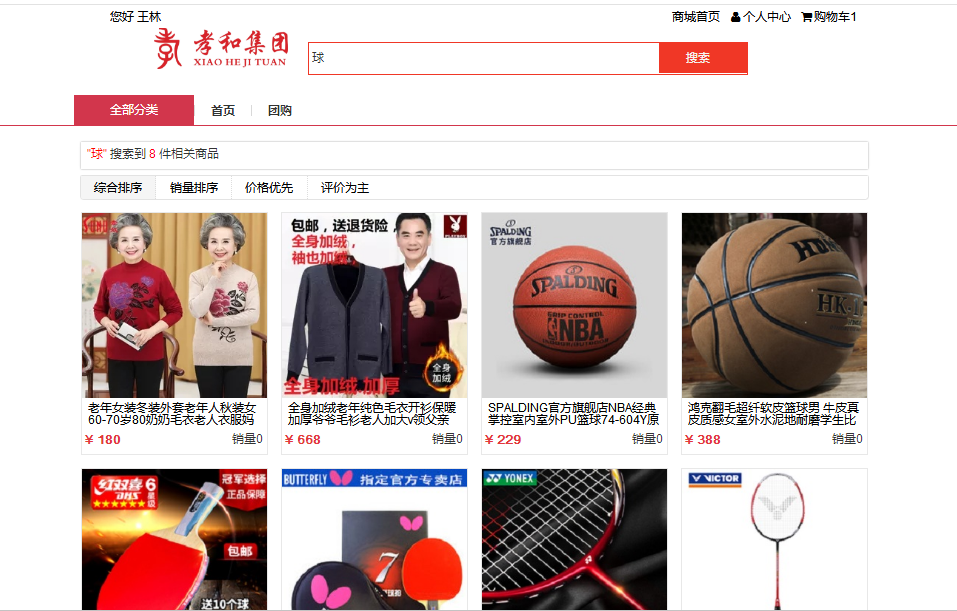 您好 王林
商城首页 个人中心 购物车1
孝和集团
XIAO HE JI TUAN
球
搜索
全部分类 首页 团购
"球" 搜索到 8 件相关商品
综合排序 销量排序 价格优先 评价为主
包邮，送退货险
全身加绒，
袖也加绒，
全身
加绒
全身加绒.加厚
SPALDING
官方旗舰店
SPALDING
GRIP CONTROL
NBA
老年女装冬装外套老年人秋装女
60-70岁80奶奶毛衣老人衣服妈
¥ 180 销量0
全身加绒老年纯色毛衣开衫保暖
加厚爷爷毛衫老人加大v领父亲
¥ 668 销量0
SPALDING官方旗舰店NBA经典
掌控室内室外PU篮球74-604Y原
¥ 229 销量0
鸿克翻毛超纤软皮篮球男 牛皮真
皮质感女室外水泥地耐磨学生比
¥ 388 销量0
红双喜
DHS
6
星级
冠军选择
正品保障
包邮
送10个球
BUTTERFLY 指定官方专卖店
7
YONEX
VICTOR